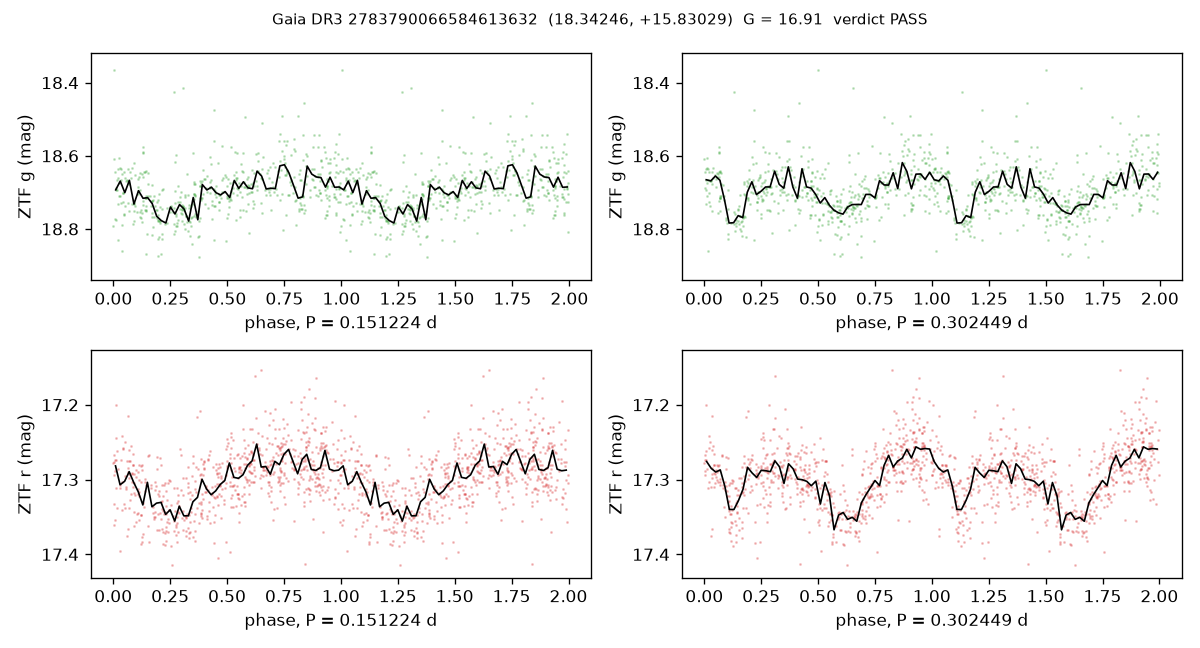 Gaia DR3 2783790066584613632  (18.34246, +15.83029)  G = 16.91  verdict PASS
ZTF g (mag)
18.4
18.6
18.8
0.00 0.25 0.50 0.75 1.00 1.25 1.50 1.75 2.00
phase, P = 0.151224 d
ZTF g (mag)
18.4
18.6
18.8
0.00 0.25 0.50 0.75 1.00 1.25 1.50 1.75 2.00
phase, P = 0.302449 d
ZTF r (mag)
17.2
17.3
17.4
0.00 0.25 0.50 0.75 1.00 1.25 1.50 1.75 2.00
phase, P = 0.151224 d
ZTF r (mag)
17.2
17.3
17.4
0.00 0.25 0.50 0.75 1.00 1.25 1.50 1.75 2.00
phase, P = 0.302449 d